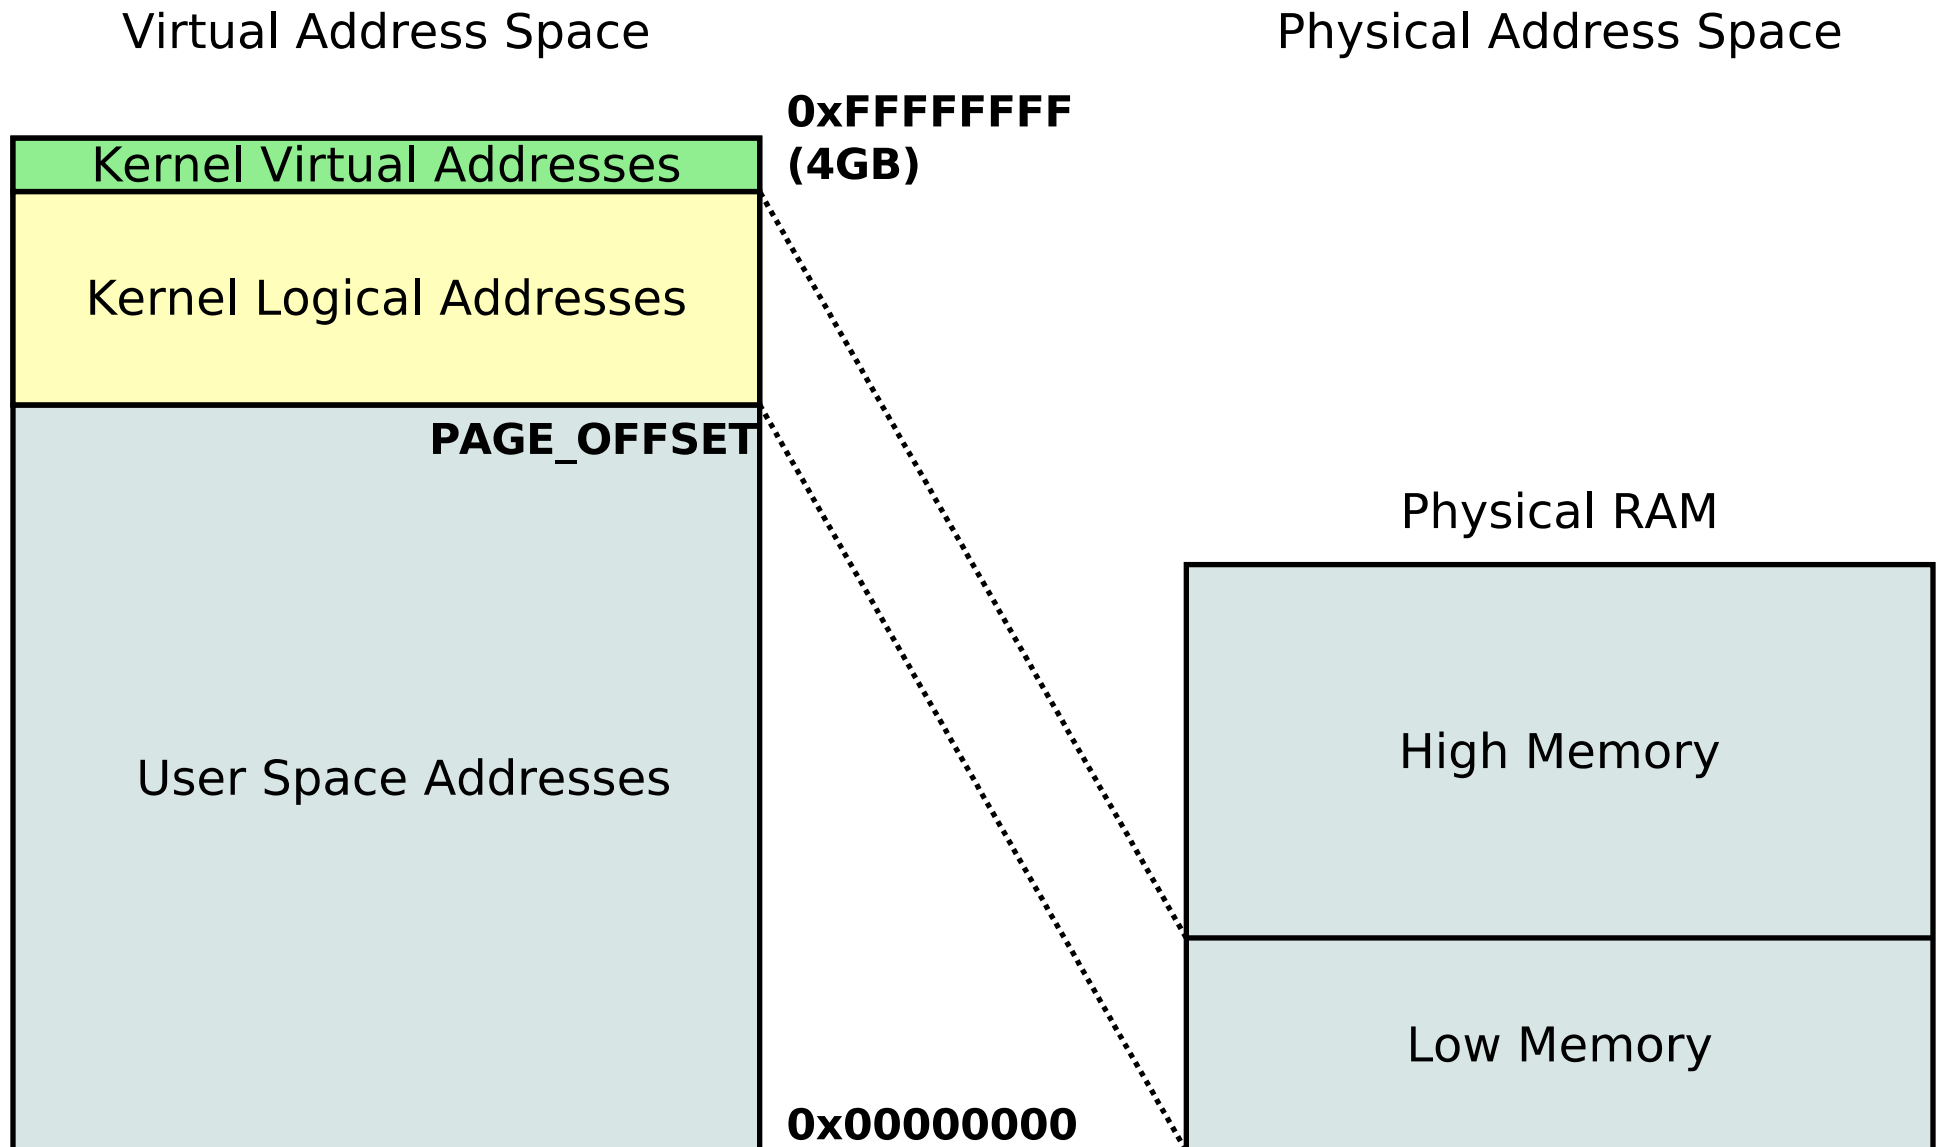 Virtual Address Space
Physical Address Space
0xFFFFFFFF
(4GB)
Kernel Virtual Addresses
Kernel Logical Addresses
PAGE_OFFSET
Physical RAM
User Space Addresses
High Memory
Low Memory
0x00000000